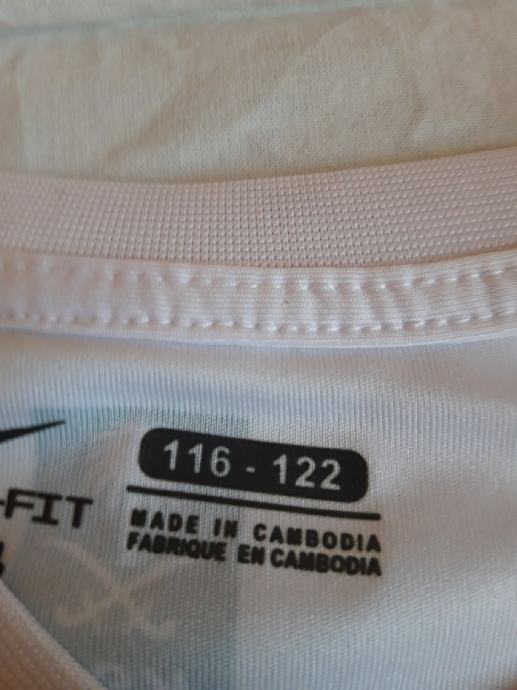 116 - 122
-FIT
MADE IN CAMBODIA
FABRIQUE EN CAMBODIA